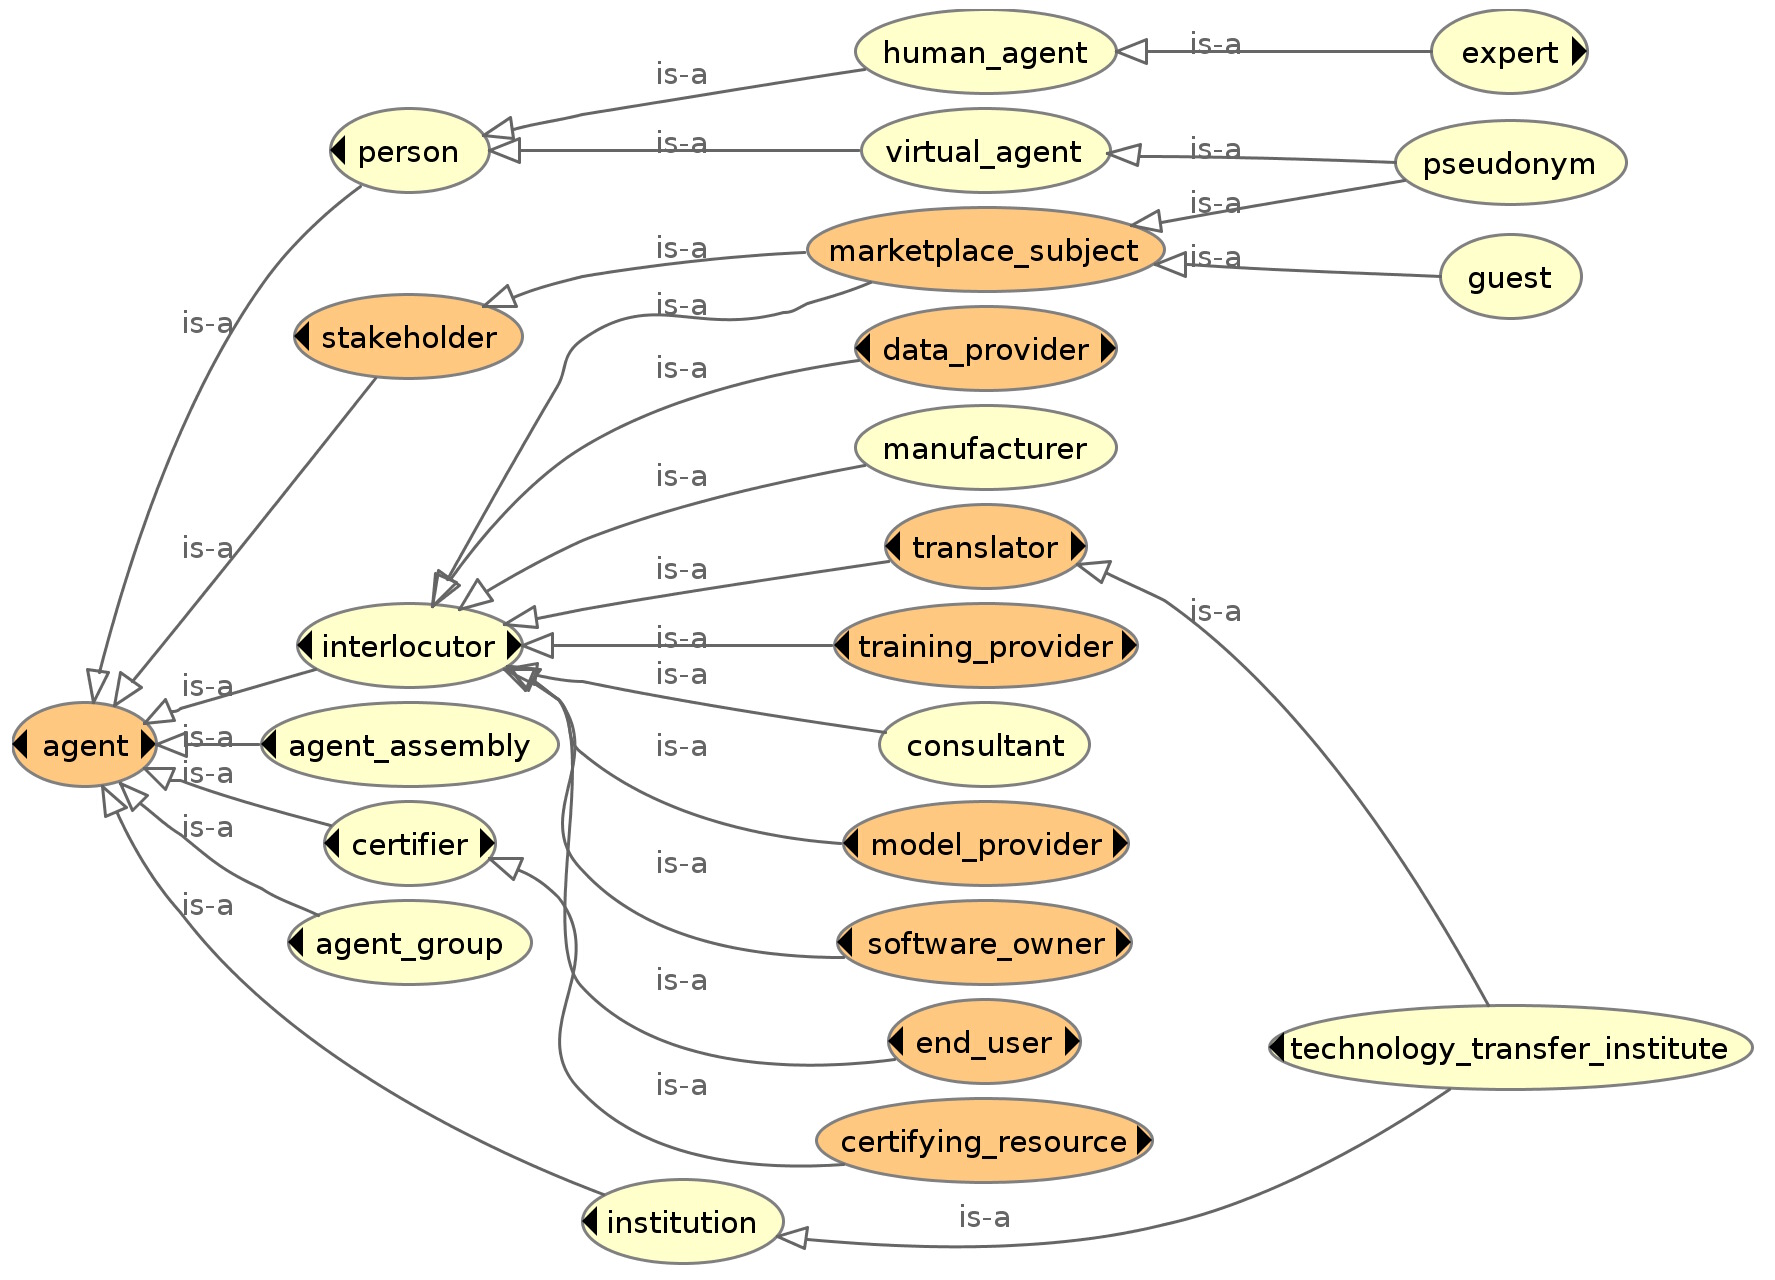 human_agent
is-a
expert
is-a
person
is-a
virtual_agent
is-a
pseudonym
is-a
marketplace_subject
is-a
is-a
guest
is-a
stakeholder
is-a
data_provider
is-a
manufacturer
is-a
translator
is-a
is-a
is-a
interlocutor
is-a
training_provider
is-a
is-a
agent
is-a
agent_assembly
is-a
consultant
is-a
certifier
is-a
model_provider
is-a
agent_group
is-a
software_owner
is-a
end_user
technology_transfer_institute
is-a
certifying_resource
institution
is-a